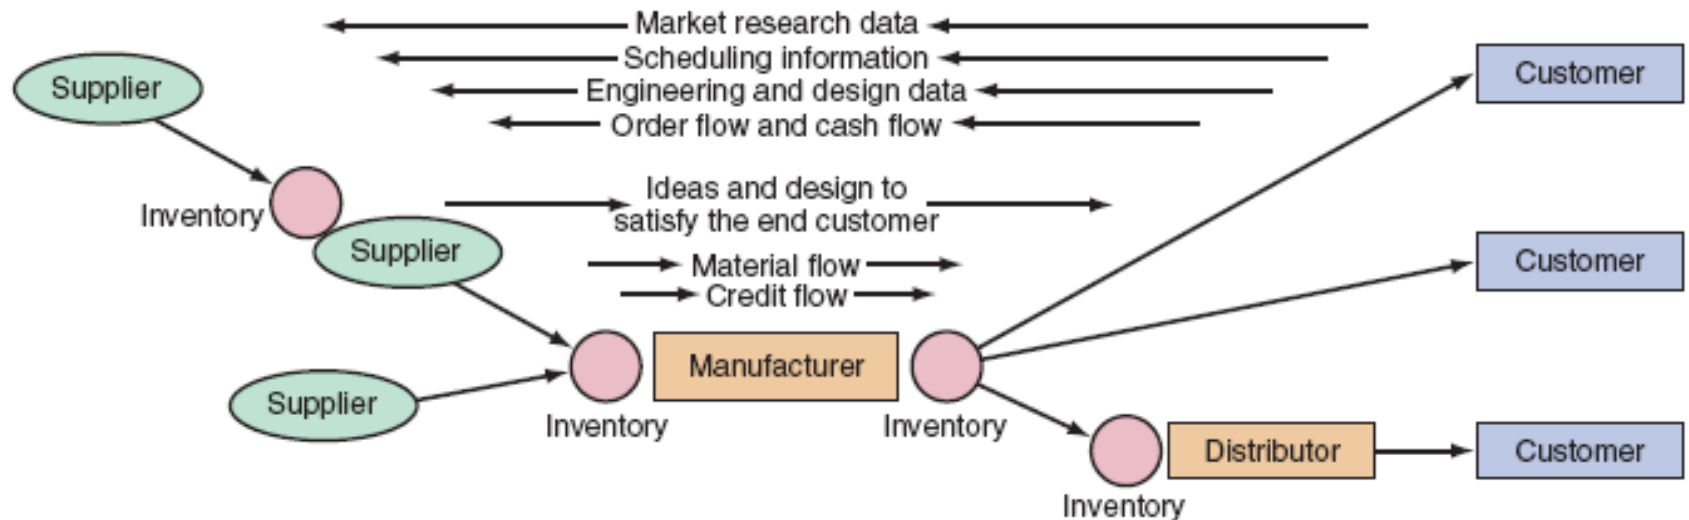 Market research data
Scheduling information
Engineering and design data
Order flow and cash flow
Supplier
Customer
Inventory
Ideas and design to
satisfy the end customer
Supplier
Customer
Material flow
Credit flow
Supplier
Manufacturer
Inventory
Inventory
Distributor
Customer
Inventory